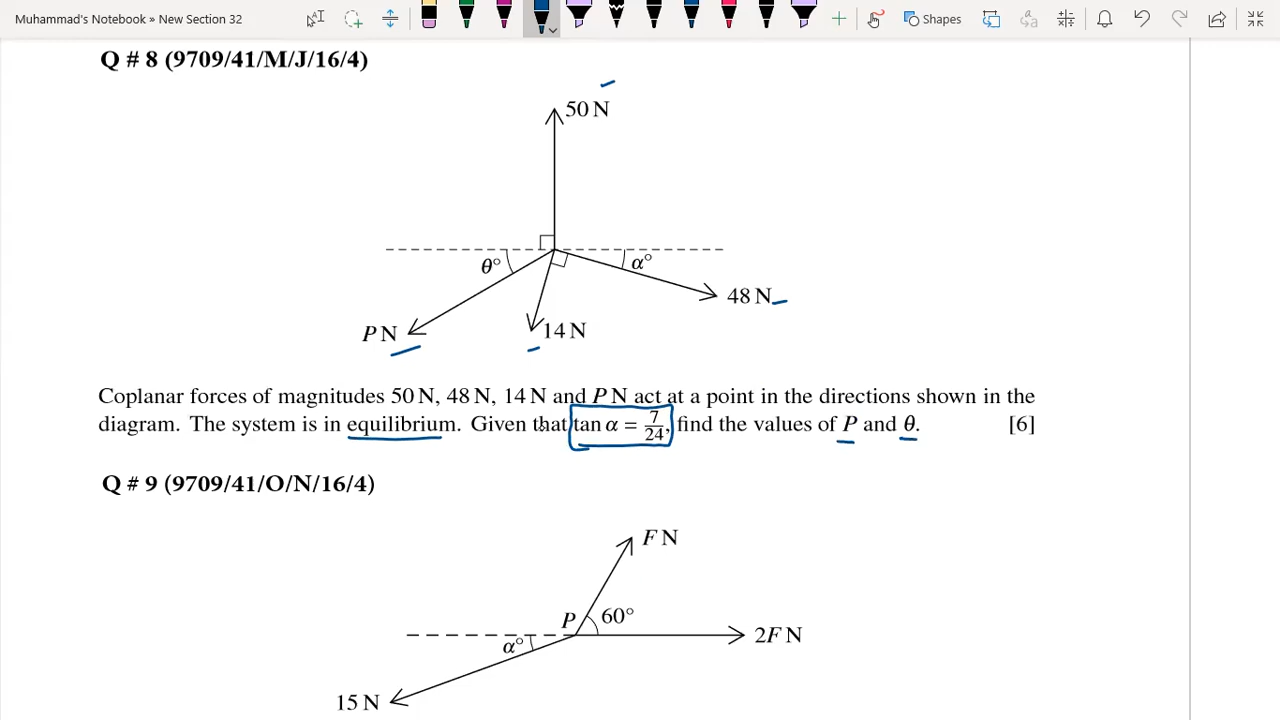 Muhammad's Notebook » New Section 32
Shapes
Q # 8 (9709/41/M/J/16/4)
50 N
θ°
α°
48 N
P N
14 N
Coplanar forces of magnitudes 50 N, 48 N, 14 N and P N act at a point in the directions shown in the
diagram. The system is in equilibrium. Given that tan α = 7/24, find the values of P and θ. [6]
Q # 9 (9709/41/O/N/16/4)
F N
P
60°
α°
2F N
15 N